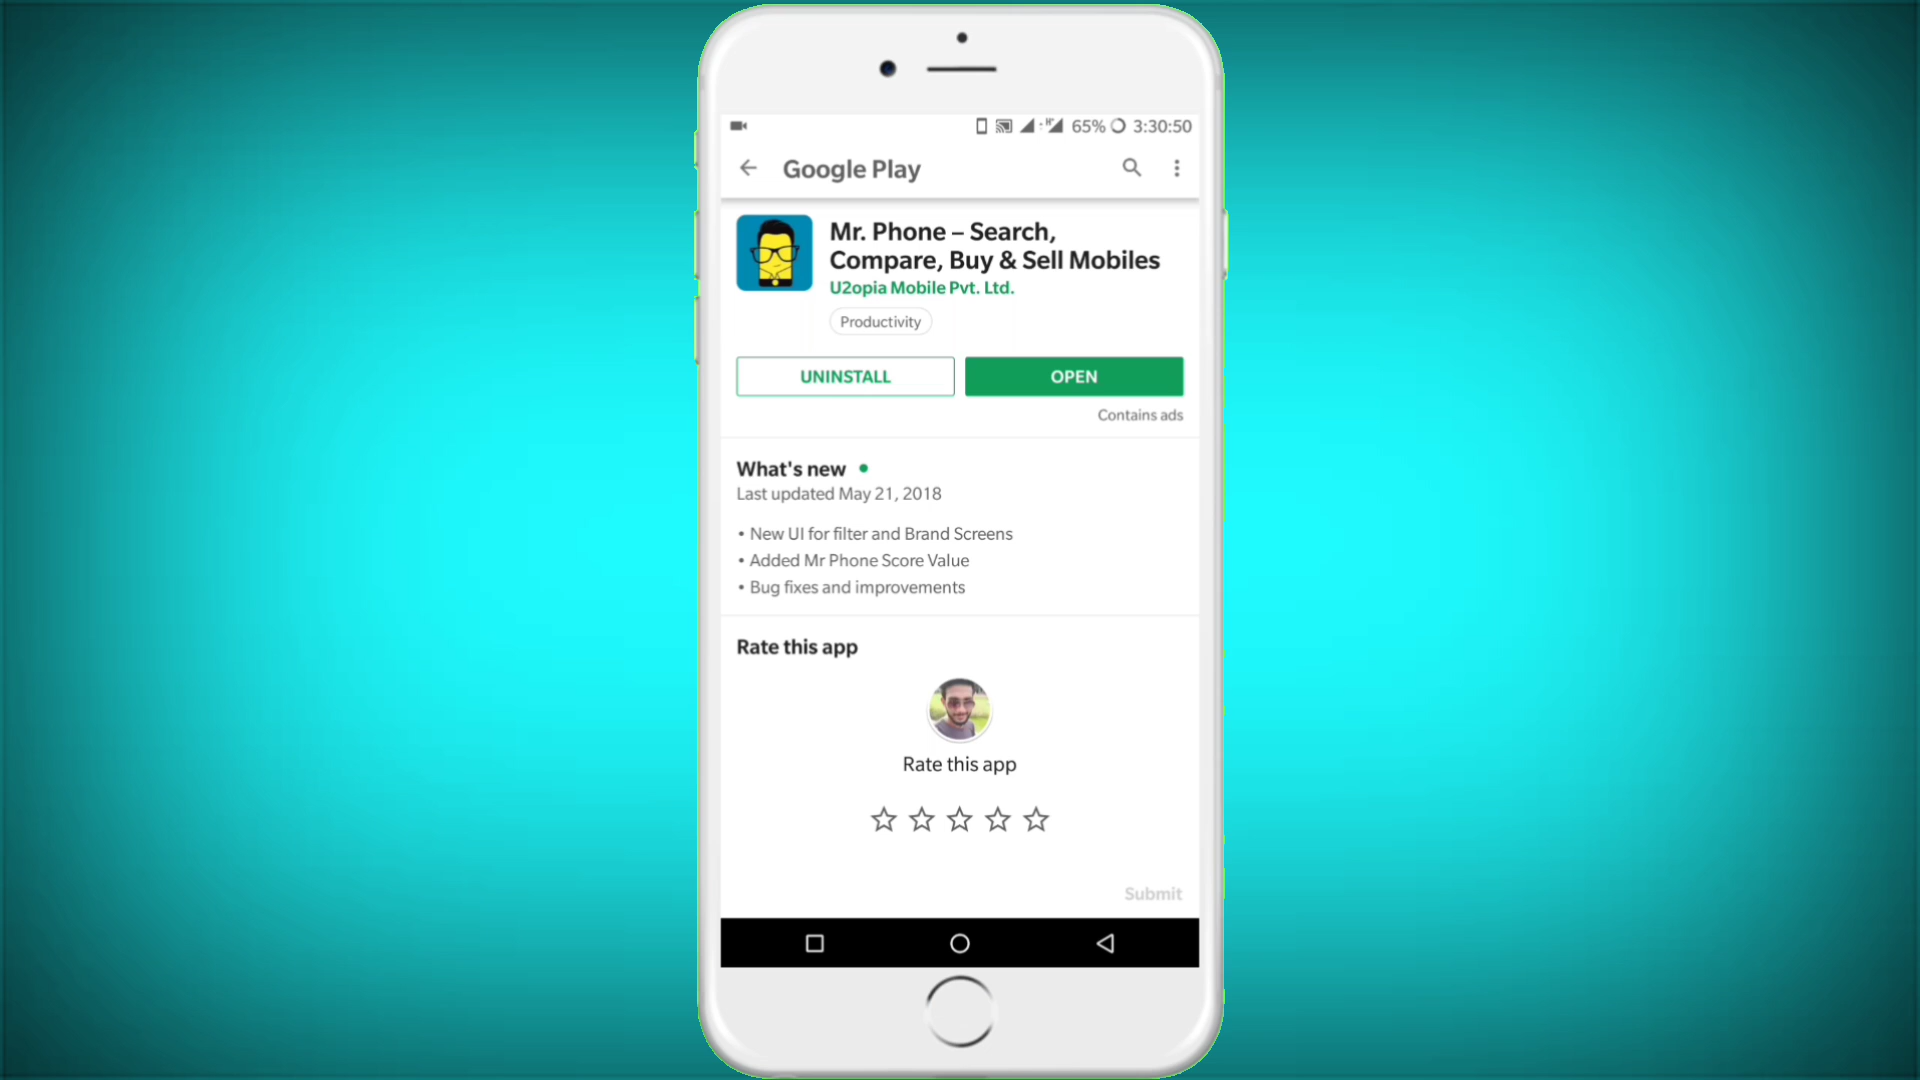 65% 3:30:50
Google Play
Mr. Phone – Search,
Compare, Buy & Sell Mobiles
U2opia Mobile Pvt. Ltd.
Productivity
UNINSTALL
OPEN
Contains ads
What's new
Last updated May 21, 2018
• New UI for filter and Brand Screens
• Added Mr Phone Score Value
• Bug fixes and improvements
Rate this app
Rate this app
Submit